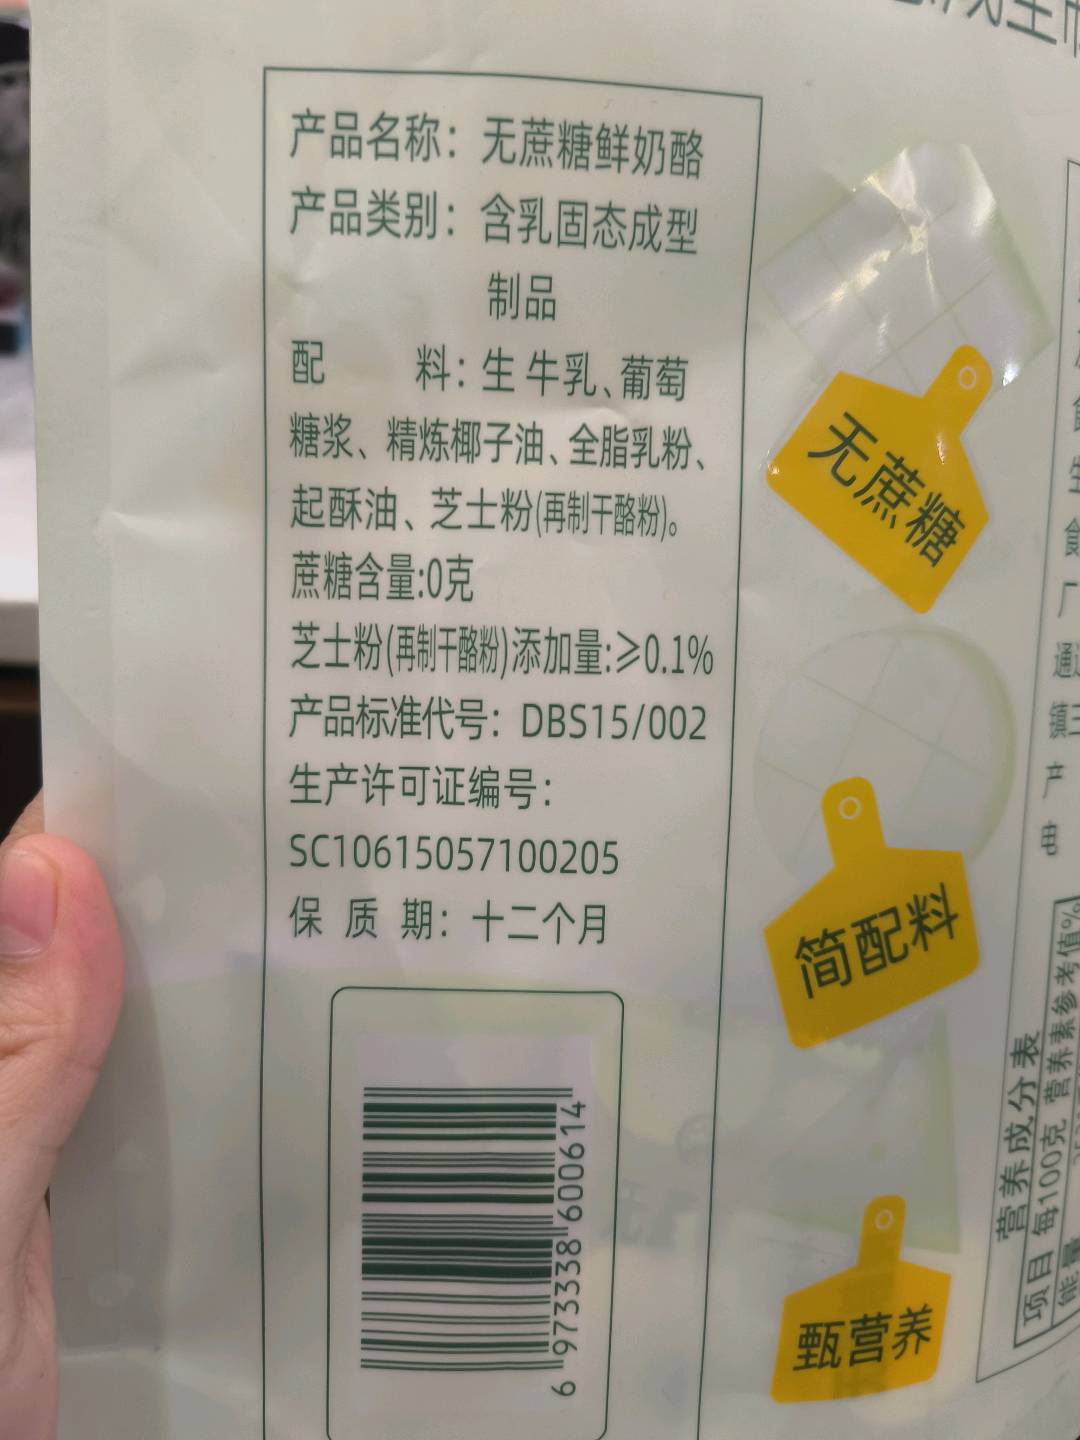 产品名称：无蔗糖鲜奶酪
产品类别：含乳固态成型
制品
配 料：生牛乳、葡萄
糖浆、精炼椰子油、全脂乳粉、
起酥油、芝士粉(再制干酪粉)。
蔗糖含量:0克
芝士粉(再制干酪粉)添加量:≥0.1%
产品标准代号：DBS15/002
生产许可证编号：
SC10615057100205
保 质 期：十二个月
6 973338 600614
无蔗糖
简配料
甄营养
营养成分表
项目 每100克 营养素参考值%
能量